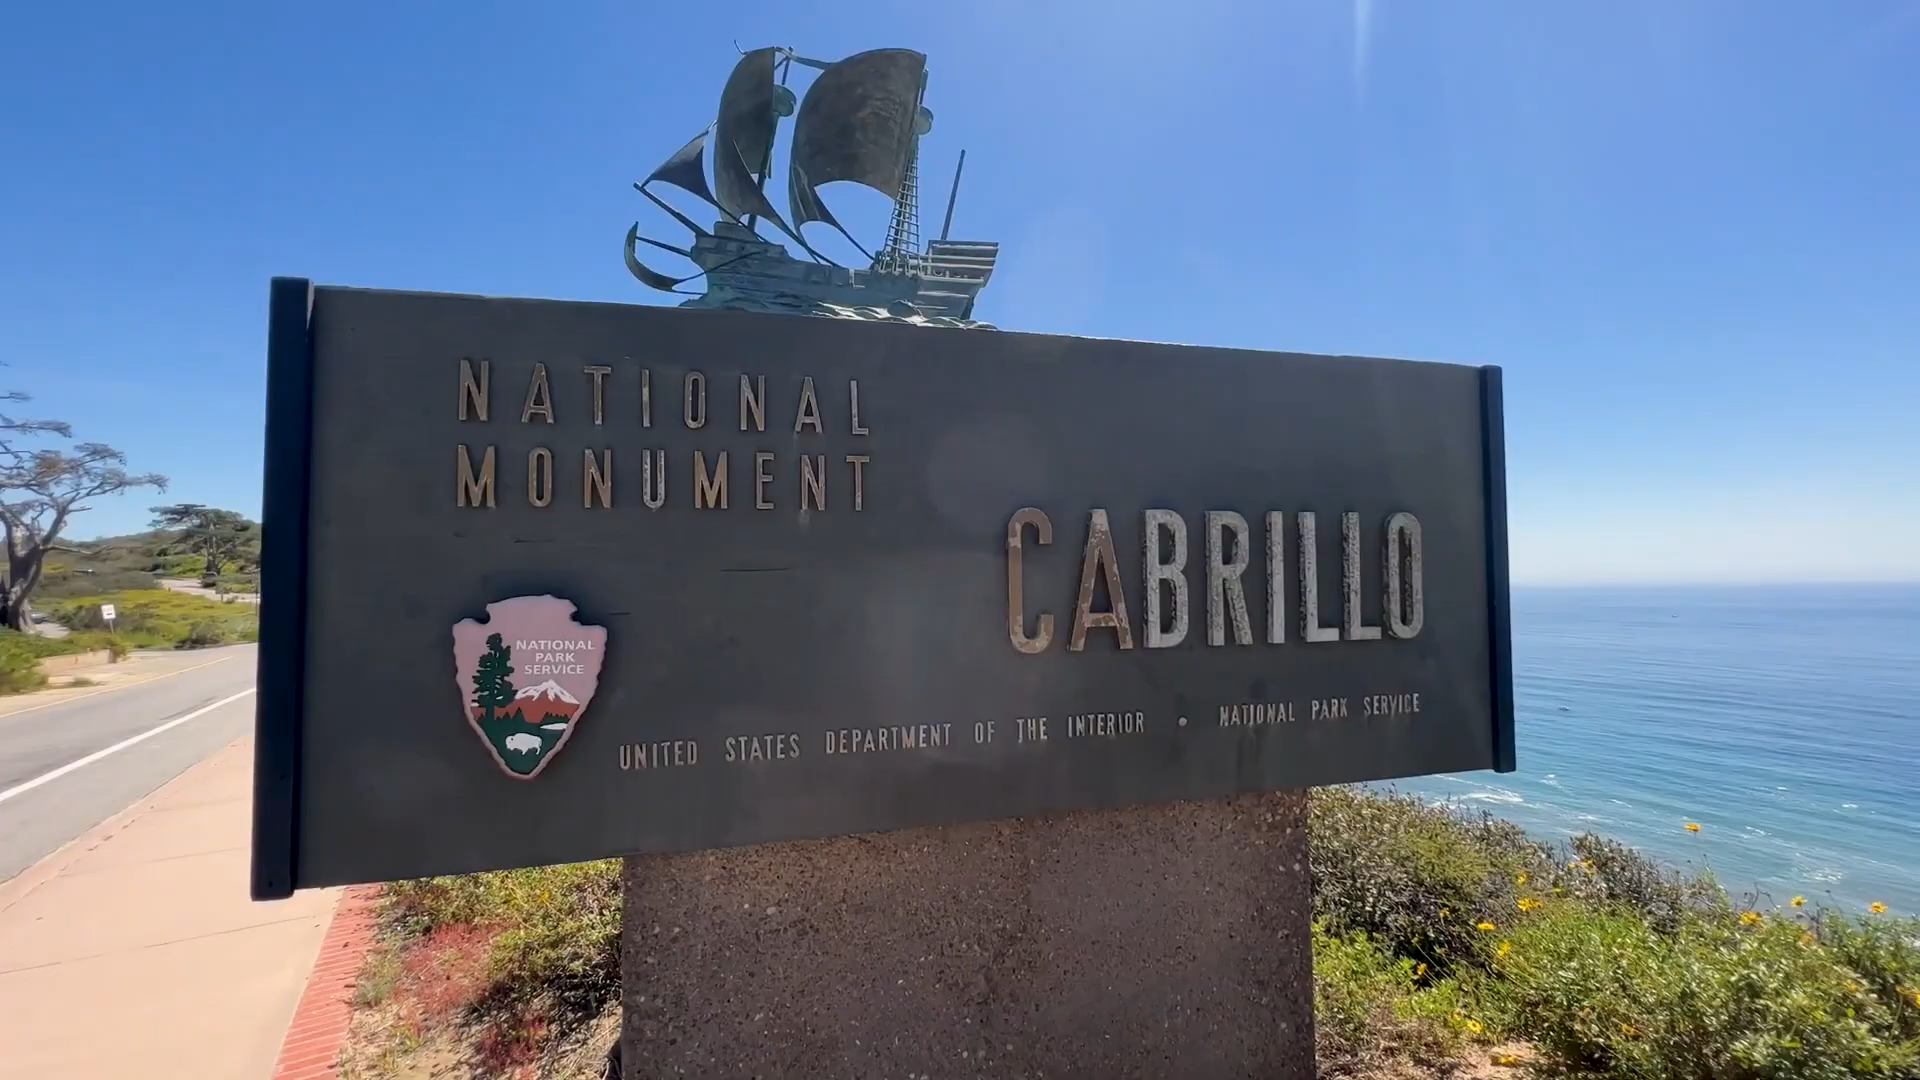 NATIONAL
MONUMENT
CABRILLO
NATIONAL
PARK
SERVICE
UNITED STATES DEPARTMENT OF THE INTERIOR • NATIONAL PARK SERVICE